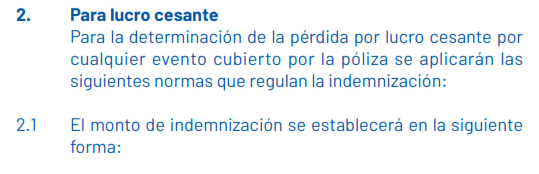 2. Para lucro cesante
Para la determinación de la pérdida por lucro cesante por
cualquier evento cubierto por la póliza se aplicarán las
siguientes normas que regulan la indemnización:
2.1 El monto de indemnización se establecerá en la siguiente
forma: